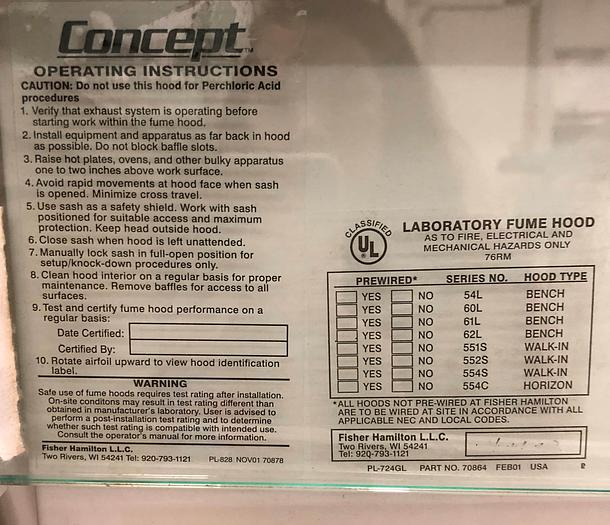 Concept™
OPERATING INSTRUCTIONS
CAUTION: Do not use this hood for Perchloric Acid
procedures
1. Verify that exhaust system is operating before
starting work within the fume hood.
2. Install equipment and apparatus as far back in hood
as possible. Do not block baffle slots.
3. Raise hot plates, ovens, and other bulky apparatus
one to two inches above work surface.
4. Avoid rapid movements at hood face when sash
is opened. Minimize cross travel.
5. Use sash as a safety shield. Work with sash
positioned for suitable access and maximum
protection. Keep head outside hood.
6. Close sash when hood is left unattended.
7. Manually lock sash in full-open position for
setup/knock-down procedures only.
8. Clean hood interior on a regular basis for proper
maintenance. Remove baffles for access to all
surfaces.
9. Test and certify fume hood performance on a
regular basis:
Date Certified:
Certified By:
10. Rotate airfoil upward to view hood identification
label.
WARNING
Safe use of fume hoods requires test rating after installation.
On-site conditons may result in test rating different than
obtained in manufacturer's laboratory. User is advised to
perform a post-installation test rating and to determine
whether such test rating is compatible with intended use.
Consult the operator's manual for more information.
Fisher Hamilton L.L.C.
Two Rivers, WI 54241 Tel: 920-793-1121 PL-828 NOV01 70878
CLASSIFIED
UL®
LABORATORY FUME HOOD
AS TO FIRE, ELECTRICAL AND
MECHANICAL HAZARDS ONLY
76RM
PREWIRED* SERIES NO. HOOD TYPE
YES NO 54L BENCH
YES NO 60L BENCH
YES NO 61L BENCH
YES NO 62L BENCH
YES NO 551S WALK-IN
YES NO 552S WALK-IN
YES NO 554S WALK-IN
YES NO 554C HORIZON
*ALL HOODS NOT PRE-WIRED AT FISHER HAMILTON
ARE TO BE WIRED AT SITE IN ACCORDANCE WITH ALL
APPLICABLE NEC AND LOCAL CODES.
Fisher Hamilton L.L.C.
Two Rivers, WI 54241
Tel: 920-793-1121
PL-724GL PART NO. 70864 FEB01 USA